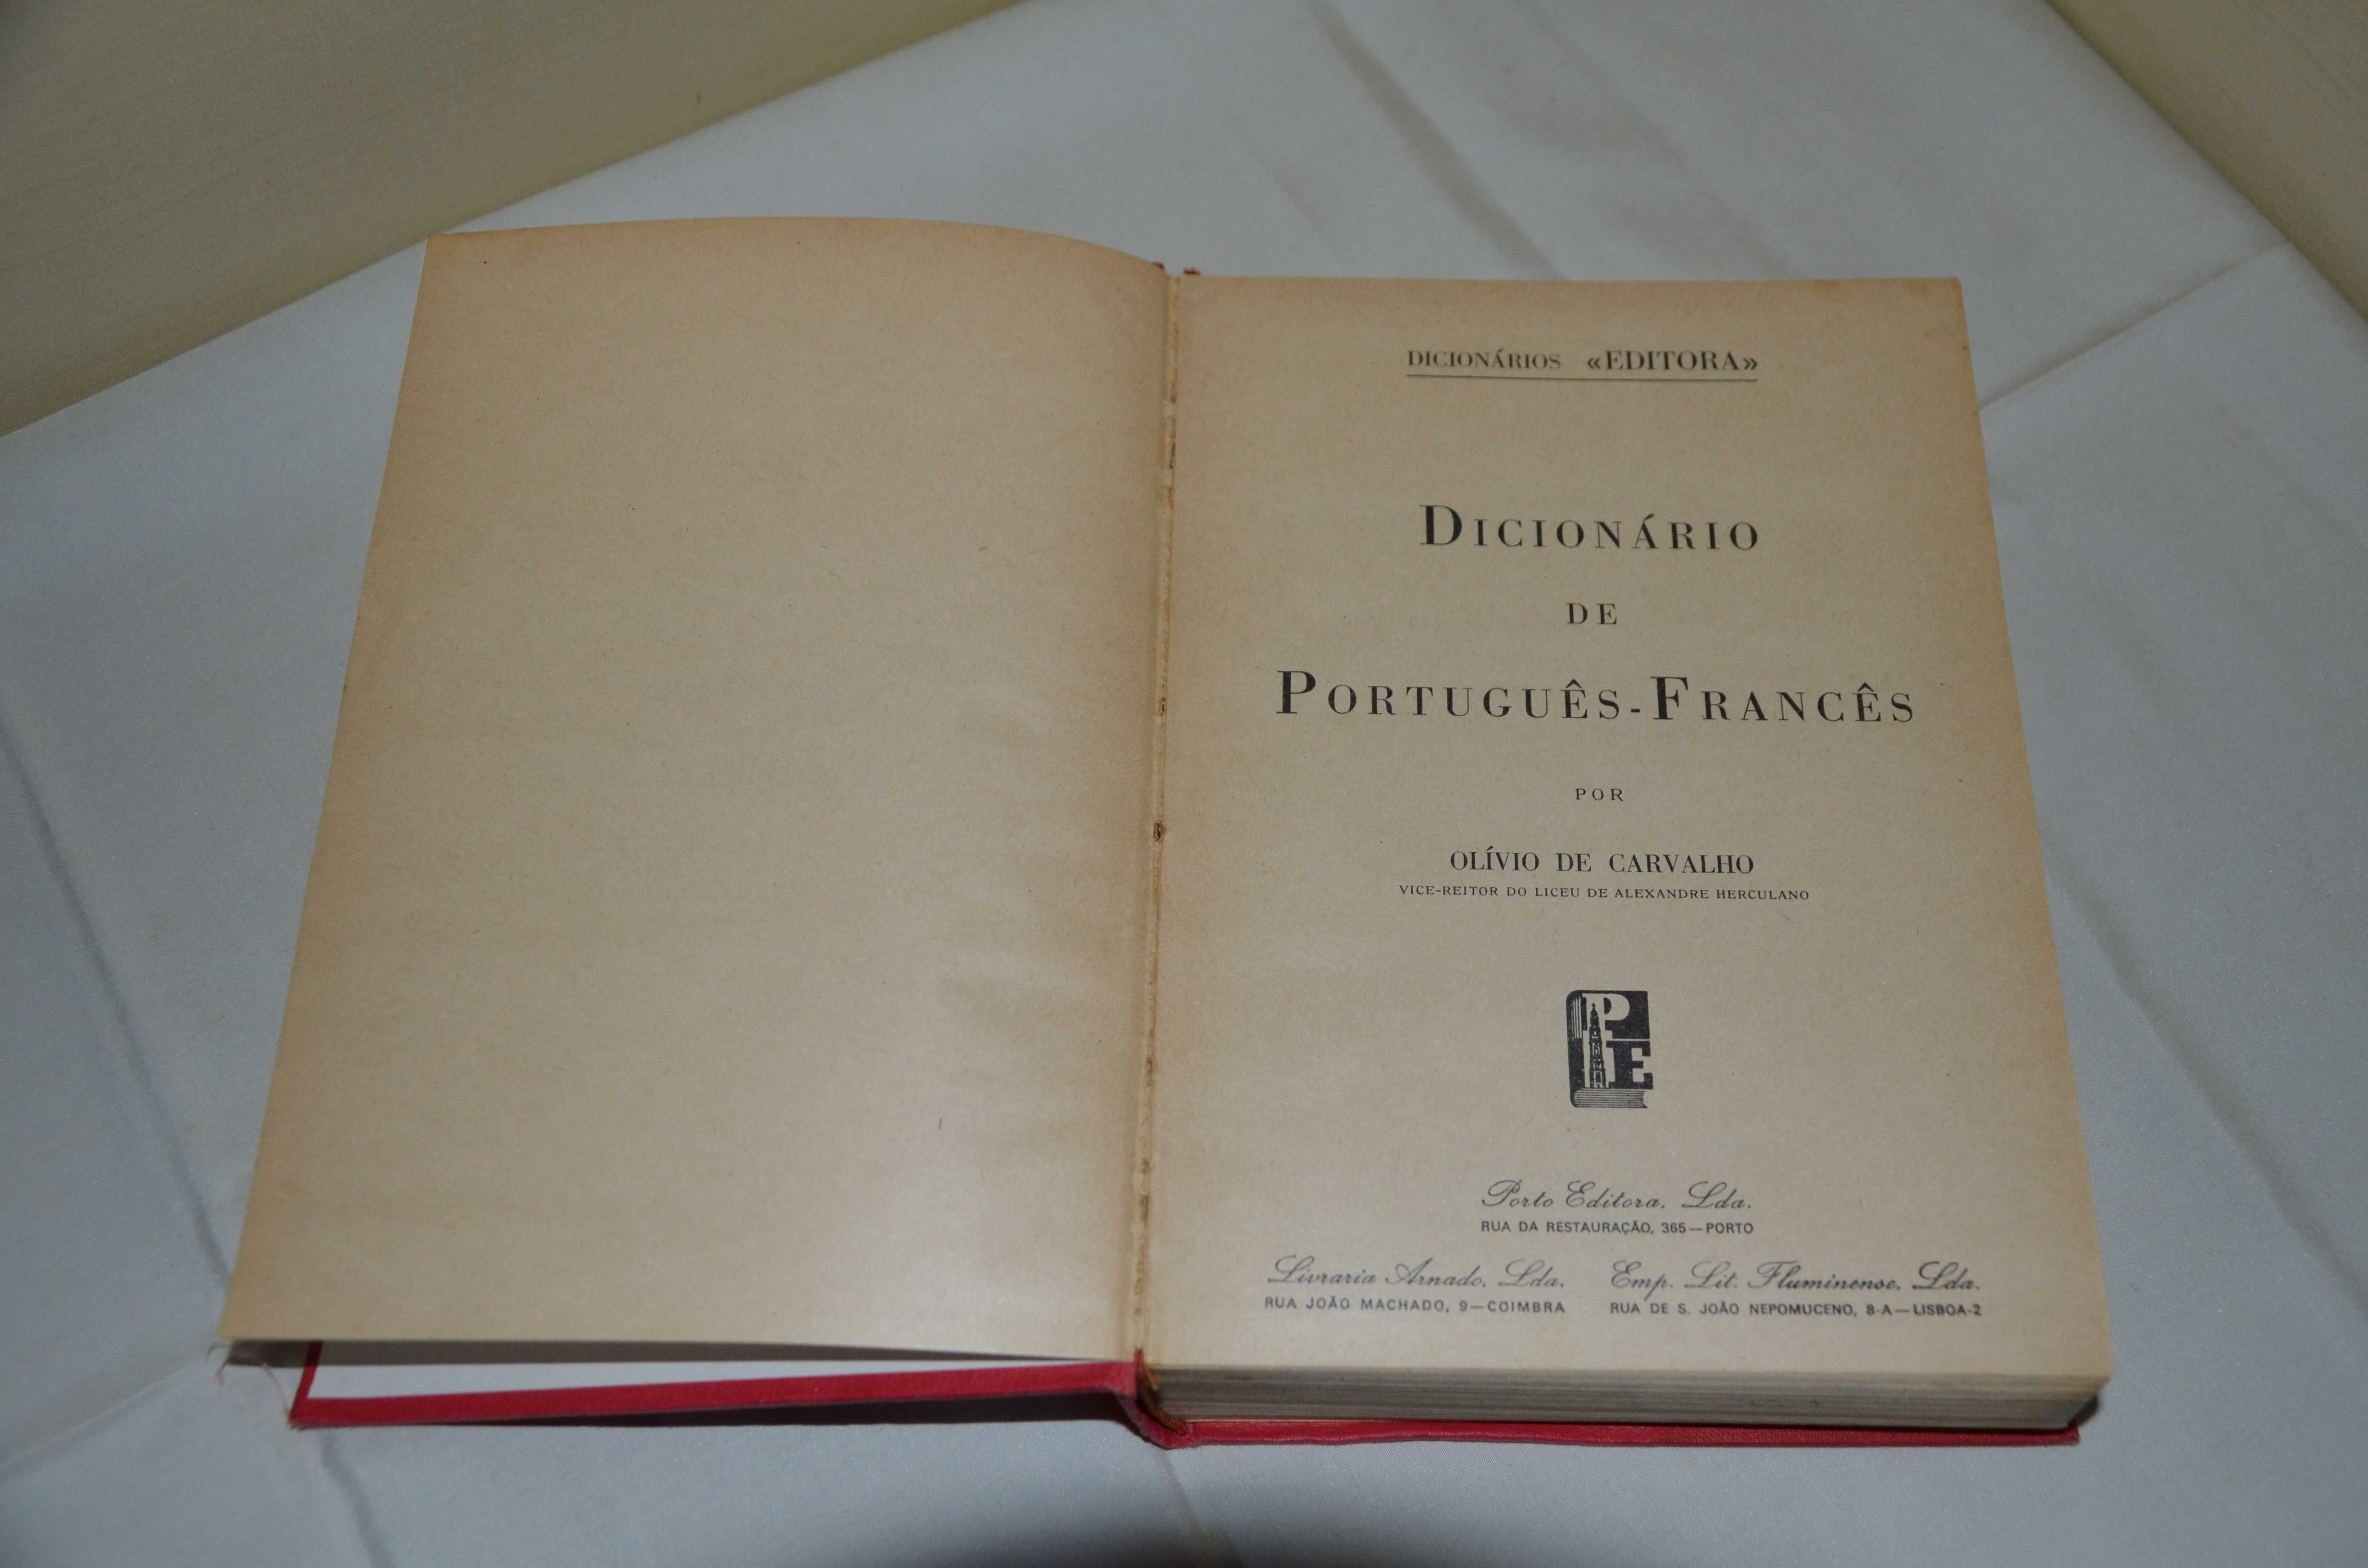 DICIONÁRIOS «EDITORA»
DICIONÁRIO
DE
PORTUGUÊS-FRANCÊS
POR
OLÍVIO DE CARVALHO
VICE-REITOR DO LICEU DE ALEXANDRE HERCULANO
PE
Porto Editora, Lda.
RUA DA RESTAURAÇÃO, 365—PORTO
Livraria Arnado, Lda. Emp. Lit. Fluminense, Lda.
RUA JOÃO MACHADO, 9—COIMBRA RUA DE S. JOÃO NEPOMUCENO, 8-A—LISBOA-2